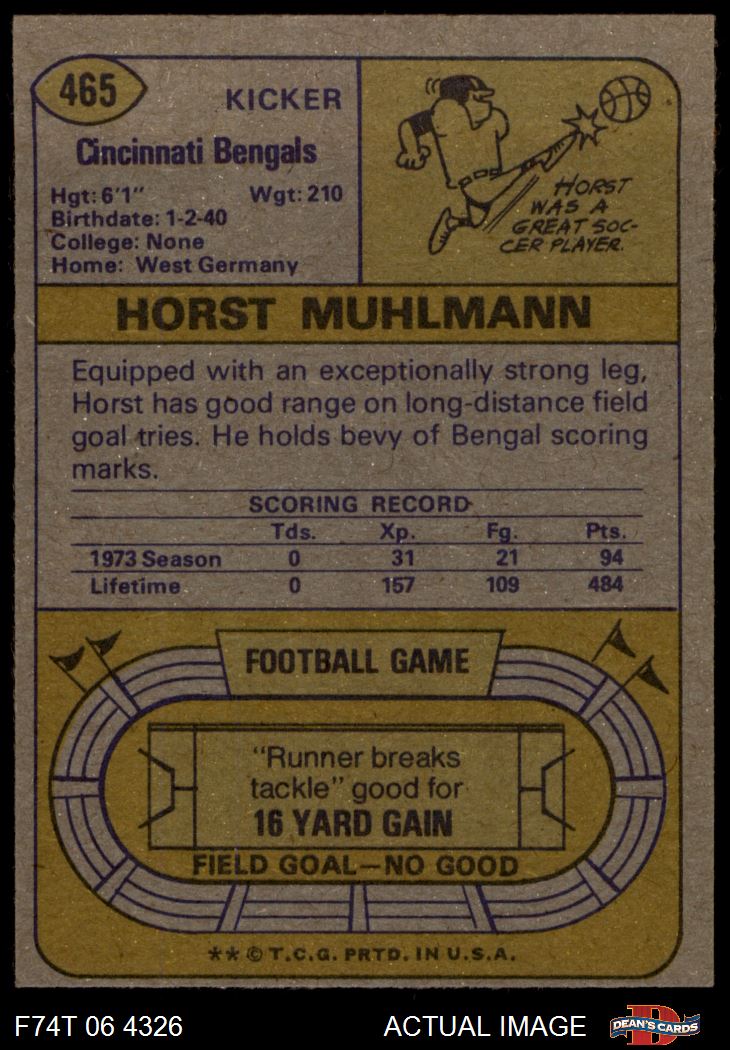 465
KICKER
Cincinnati Bengals
Hgt: 6'1" Wgt: 210
Birthdate: 1-2-40
College: None
Home: West Germany
HORST
WAS A
GREAT SOC-
CER PLAYER.
HORST MUHLMANN
Equipped with an exceptionally strong leg,
Horst has good range on long-distance field
goal tries. He holds bevy of Bengal scoring
marks.
SCORING RECORD
Tds. Xp. Fg. Pts.
1973 Season 0 31 21 94
Lifetime 0 157 109 484
FOOTBALL GAME
"Runner breaks
tackle" good for
16 YARD GAIN
FIELD GOAL—NO GOOD
** © T.C.G. PRTD. IN U.S.A.
F74T 06 4326 ACTUAL IMAGE D DEAN'S CARDS